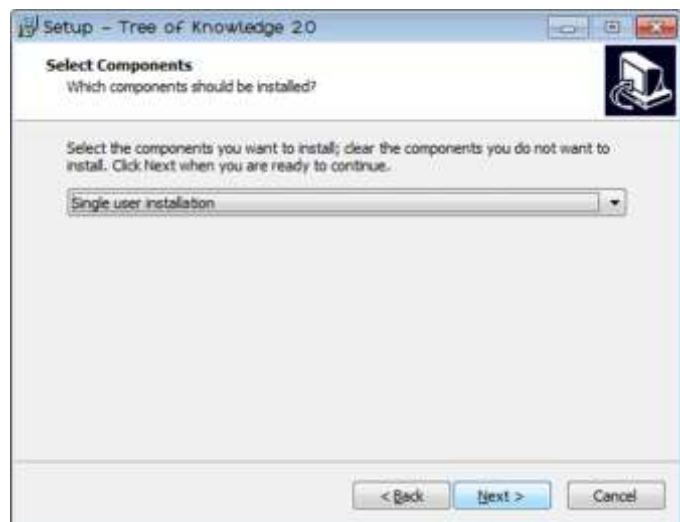 Setup - Tree of Knowledge 2.0
Select Components
Which components should be installed?
Select the components you want to install; clear the components you do not want to
install. Click Next when you are ready to continue.
Single user installation
< Back Next > Cancel